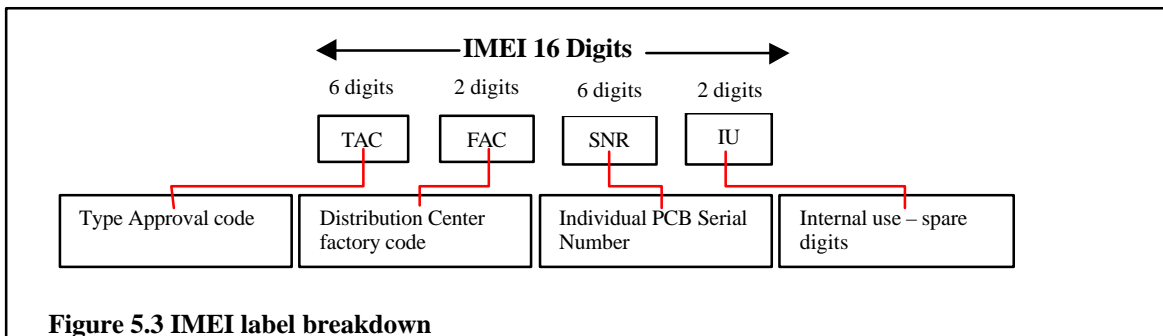 IMEI 16 Digits
6 digits 2 digits 6 digits 2 digits
TAC FAC SNR IU
Type Approval code
Distribution Center
factory code
Individual PCB Serial
Number
Internal use – spare
digits
Figure 5.3 IMEI label breakdown